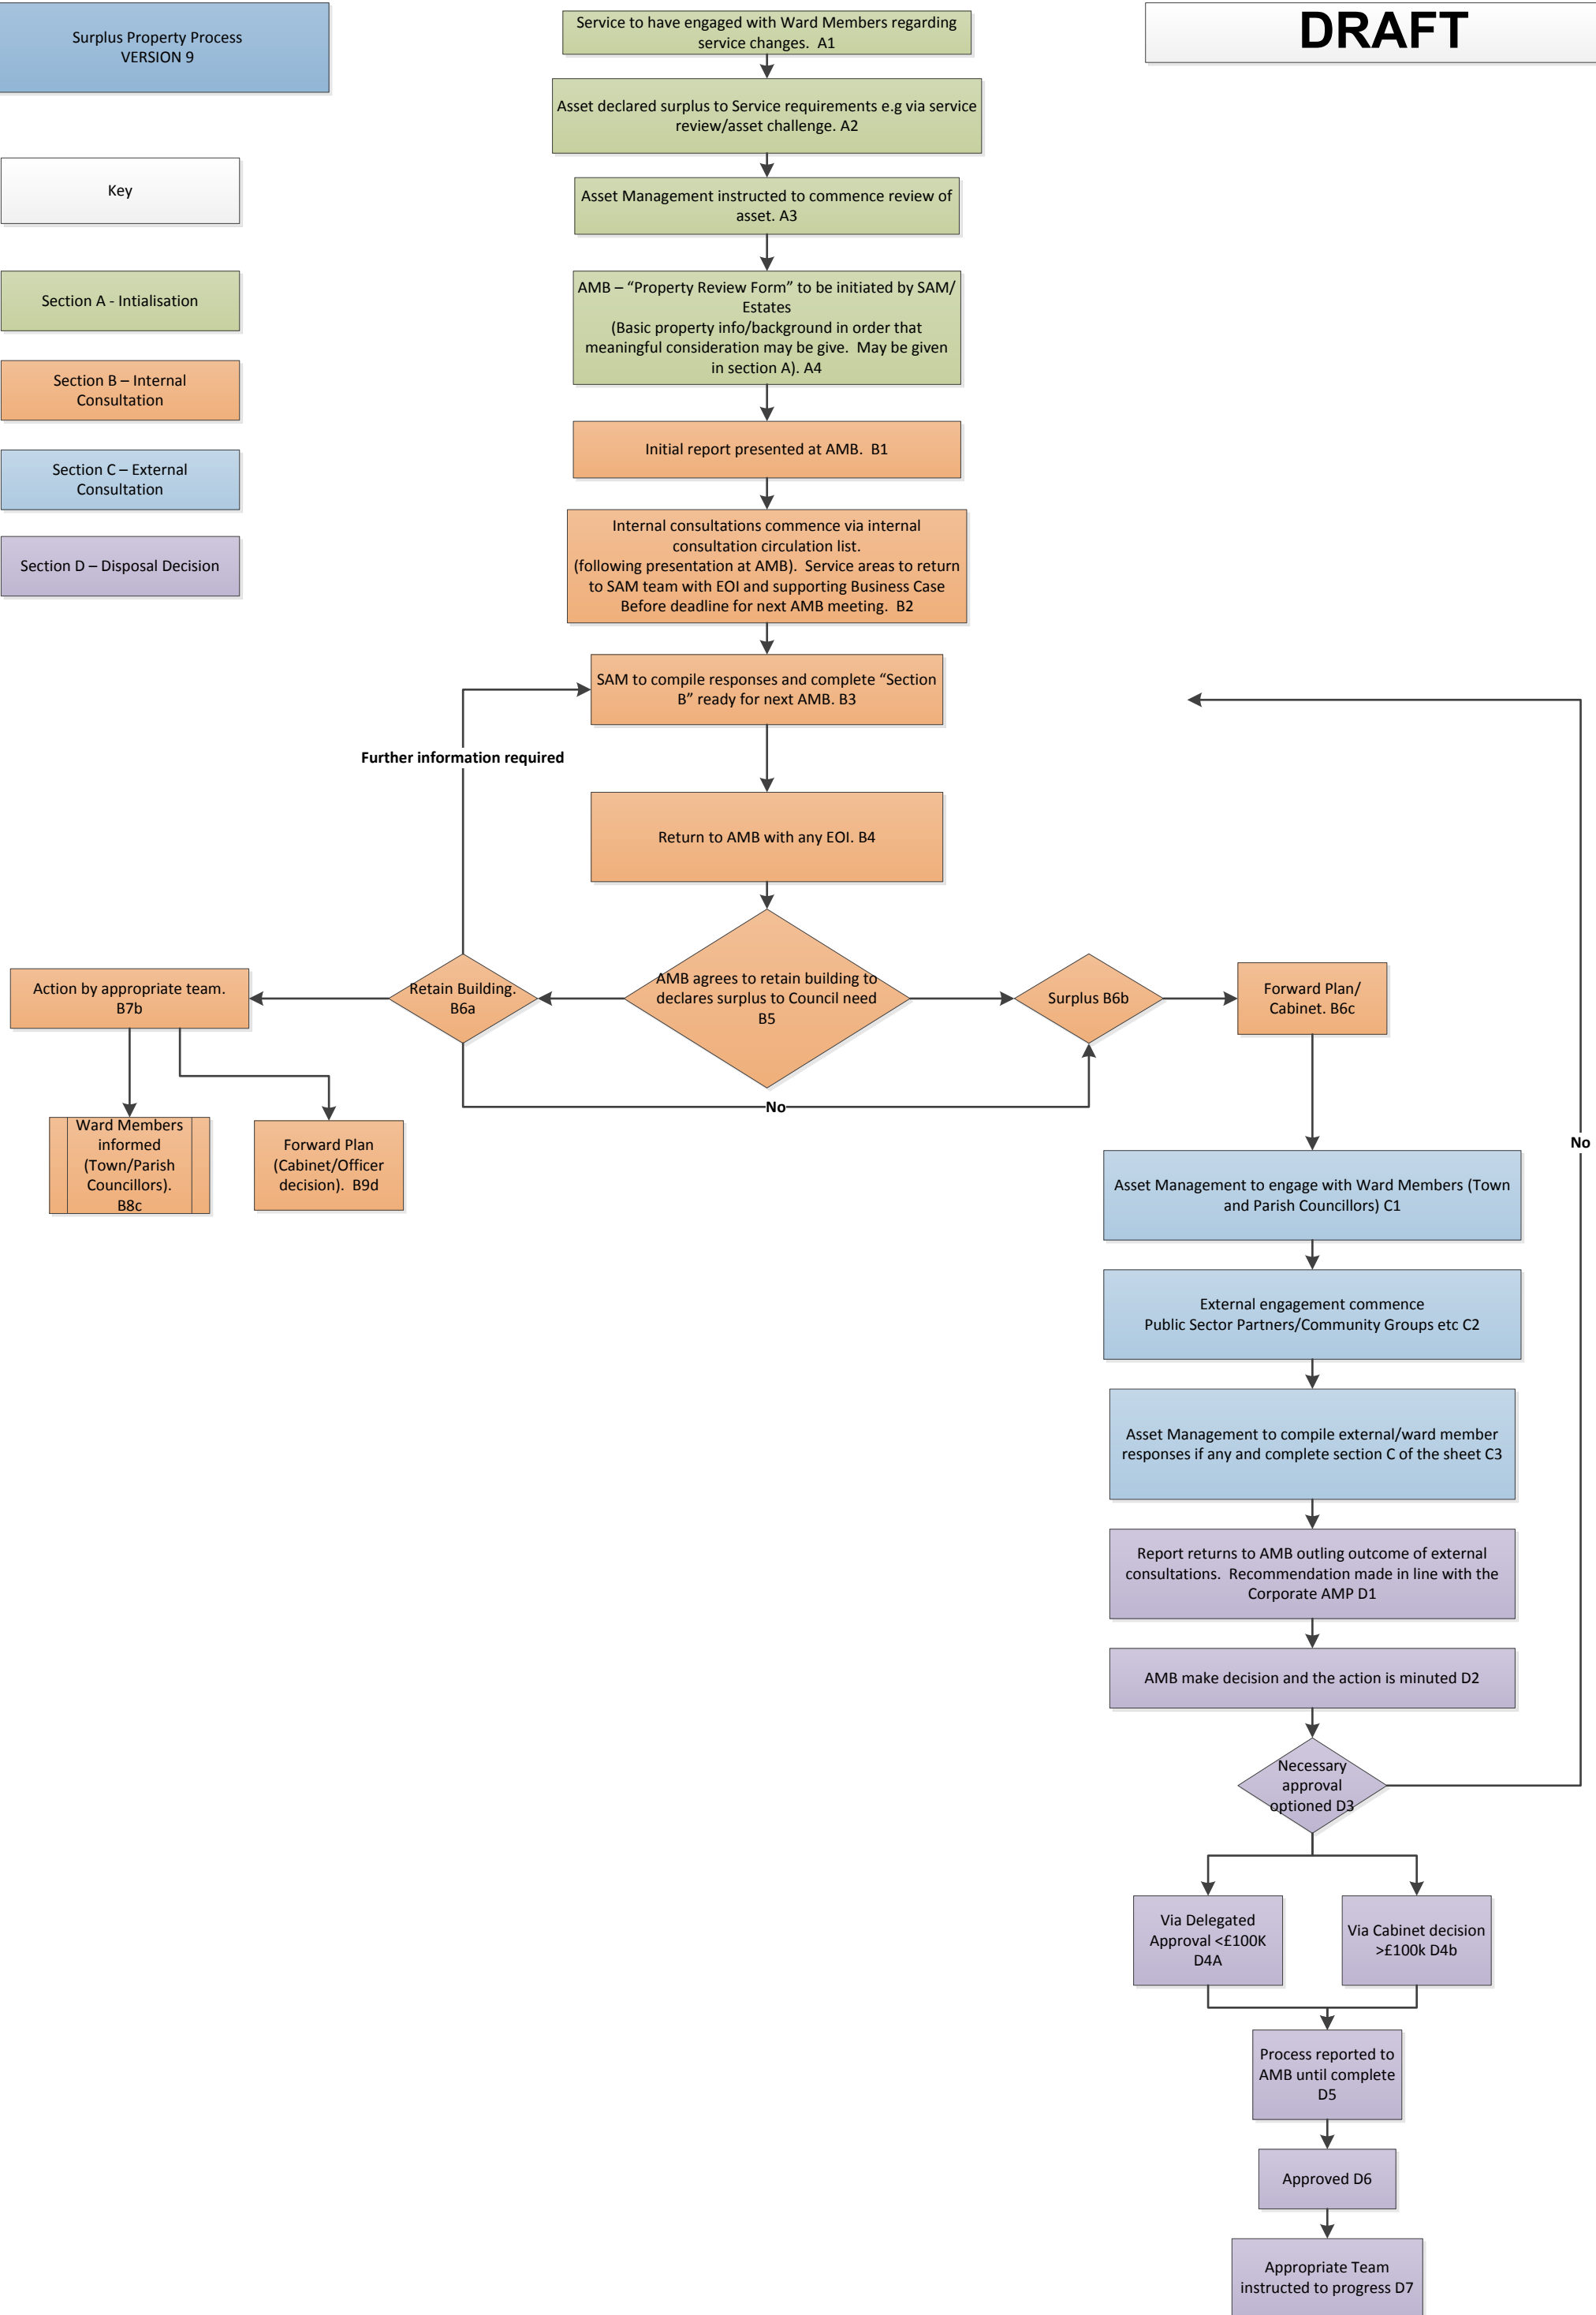 Surplus Property Process
VERSION 9
DRAFT
Key
Section A - Intialisation
Section B – Internal
Consultation
Section C – External
Consultation
Section D – Disposal Decision
Service to have engaged with Ward Members regarding
service changes.  A1
Asset declared surplus to Service requirements e.g via service
review/asset challenge. A2
Asset Management instructed to commence review of
asset. A3
AMB – “Property Review Form” to be initiated by SAM/
Estates
(Basic property info/background in order that
meaningful consideration may be give.  May be given
in section A). A4
Initial report presented at AMB.  B1
Internal consultations commence via internal
consultation circulation list.
(following presentation at AMB).  Service areas to return
to SAM team with EOI and supporting Business Case
Before deadline for next AMB meeting.  B2
SAM to compile responses and complete “Section
B” ready for next AMB. B3
Further information required
Return to AMB with any EOI. B4
AMB agrees to retain building to
declares surplus to Council need
B5
Retain Building.
B6a
Action by appropriate team.
B7b
Ward Members
informed
(Town/Parish
Councillors).
B8c
Forward Plan
(Cabinet/Officer
decision).  B9d
No
Surplus B6b
Forward Plan/
Cabinet. B6c
Asset Management to engage with Ward Members (Town
and Parish Councillors) C1
External engagement commence
Public Sector Partners/Community Groups etc C2
Asset Management to compile external/ward member
responses if any and complete section C of the sheet C3
Report returns to AMB outling outcome of external
consultations.  Recommendation made in line with the
Corporate AMP D1
AMB make decision and the action is minuted D2
Necessary
approval
optioned D3
No
Via Delegated
Approval <£100K
D4A
Via Cabinet decision
>£100k D4b
Process reported to
AMB until complete
D5
Approved D6
Appropriate Team
instructed to progress D7